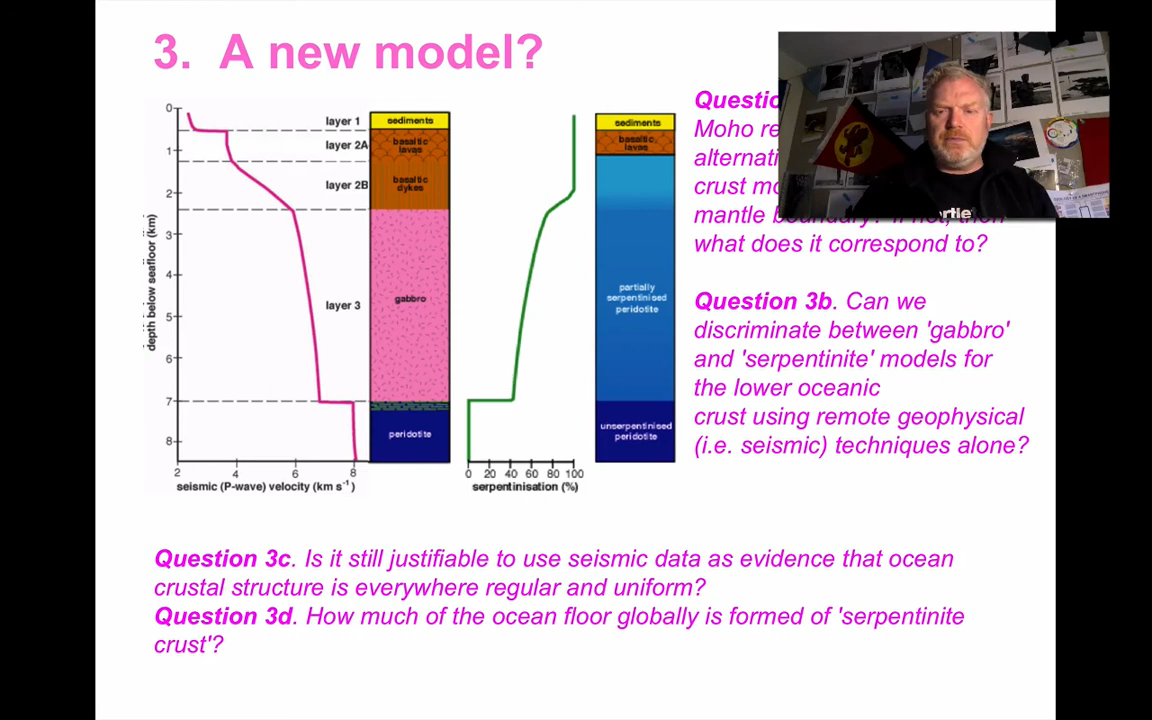 3. A new model?
0
1
2
3
4
5
6
7
8
depth below seafloor (km)
layer 1
layer 2A
layer 2B
layer 3
sediments
basaltic
lavas
basaltic
dykes
gabbro
peridotite
2 4 6 8
seismic (P-wave) velocity (km s-1)
0 20 40 60 80 100
serpentinisation (%)
sediments
basaltic
lavas
partially
serpentinised
peridotite
unserpentinised
peridotite
Moho
crust
mantle boundary? If not, then
what does it correspond to?
Question 3b. Can we
discriminate between 'gabbro'
and 'serpentinite' models for
the lower oceanic
crust using remote geophysical
(i.e. seismic) techniques alone?
Question 3c. Is it still justifiable to use seismic data as evidence that ocean
crustal structure is everywhere regular and uniform?
Question 3d. How much of the ocean floor globally is formed of 'serpentinite
crust'?